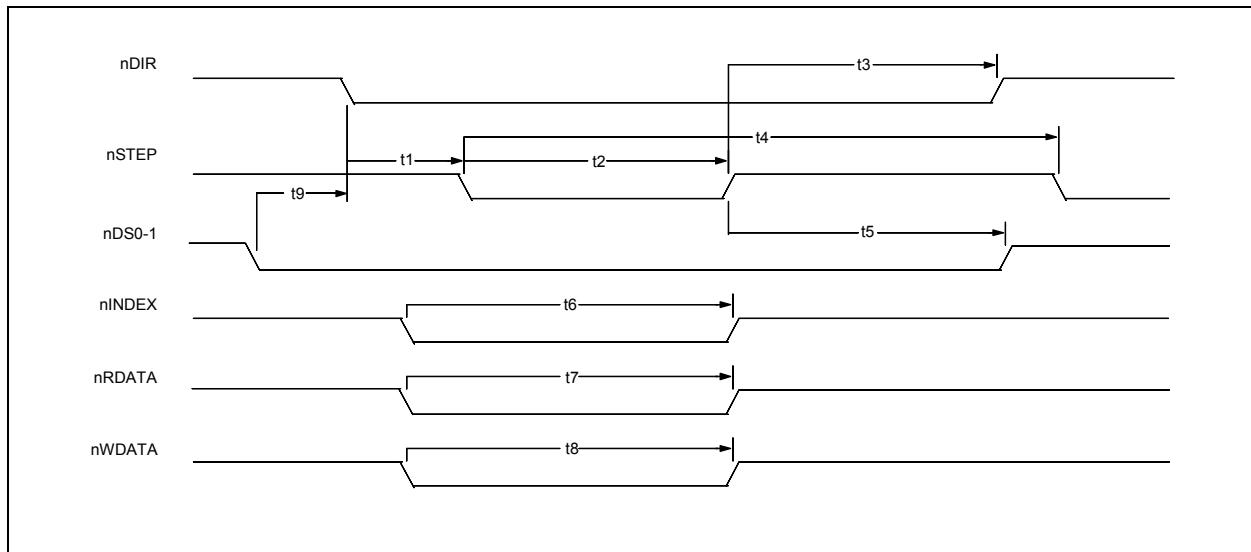 nDIR
t3
t4
nSTEP
t1
t2
t9
nDS0-1
t5
nINDEX
t6
nRDATA
t7
nWDATA
t8